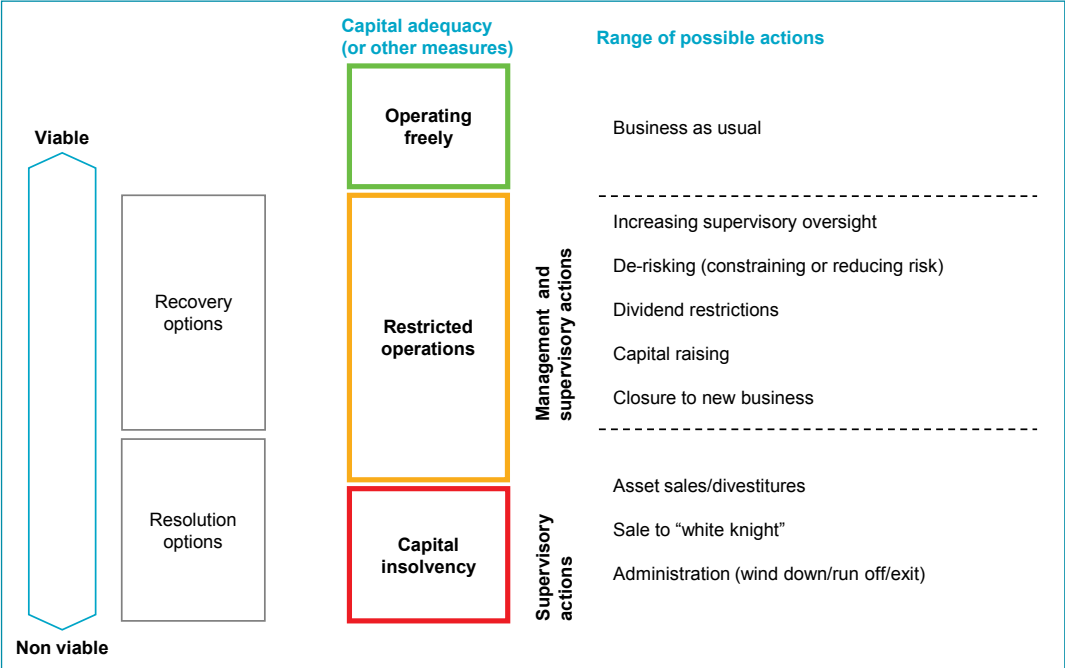 Capital adequacy
(or other measures)
Range of possible actions
Viable
Operating
freely
Business as usual
Recovery
options
Restricted
operations
Management and
supervisory actions
Increasing supervisory oversight
De-risking (constraining or reducing risk)
Dividend restrictions
Capital raising
Closure to new business
Resolution
options
Capital
insolvency
Supervisory
actions
Asset sales/divestitures
Sale to “white knight”
Administration (wind down/run off/exit)
Non viable